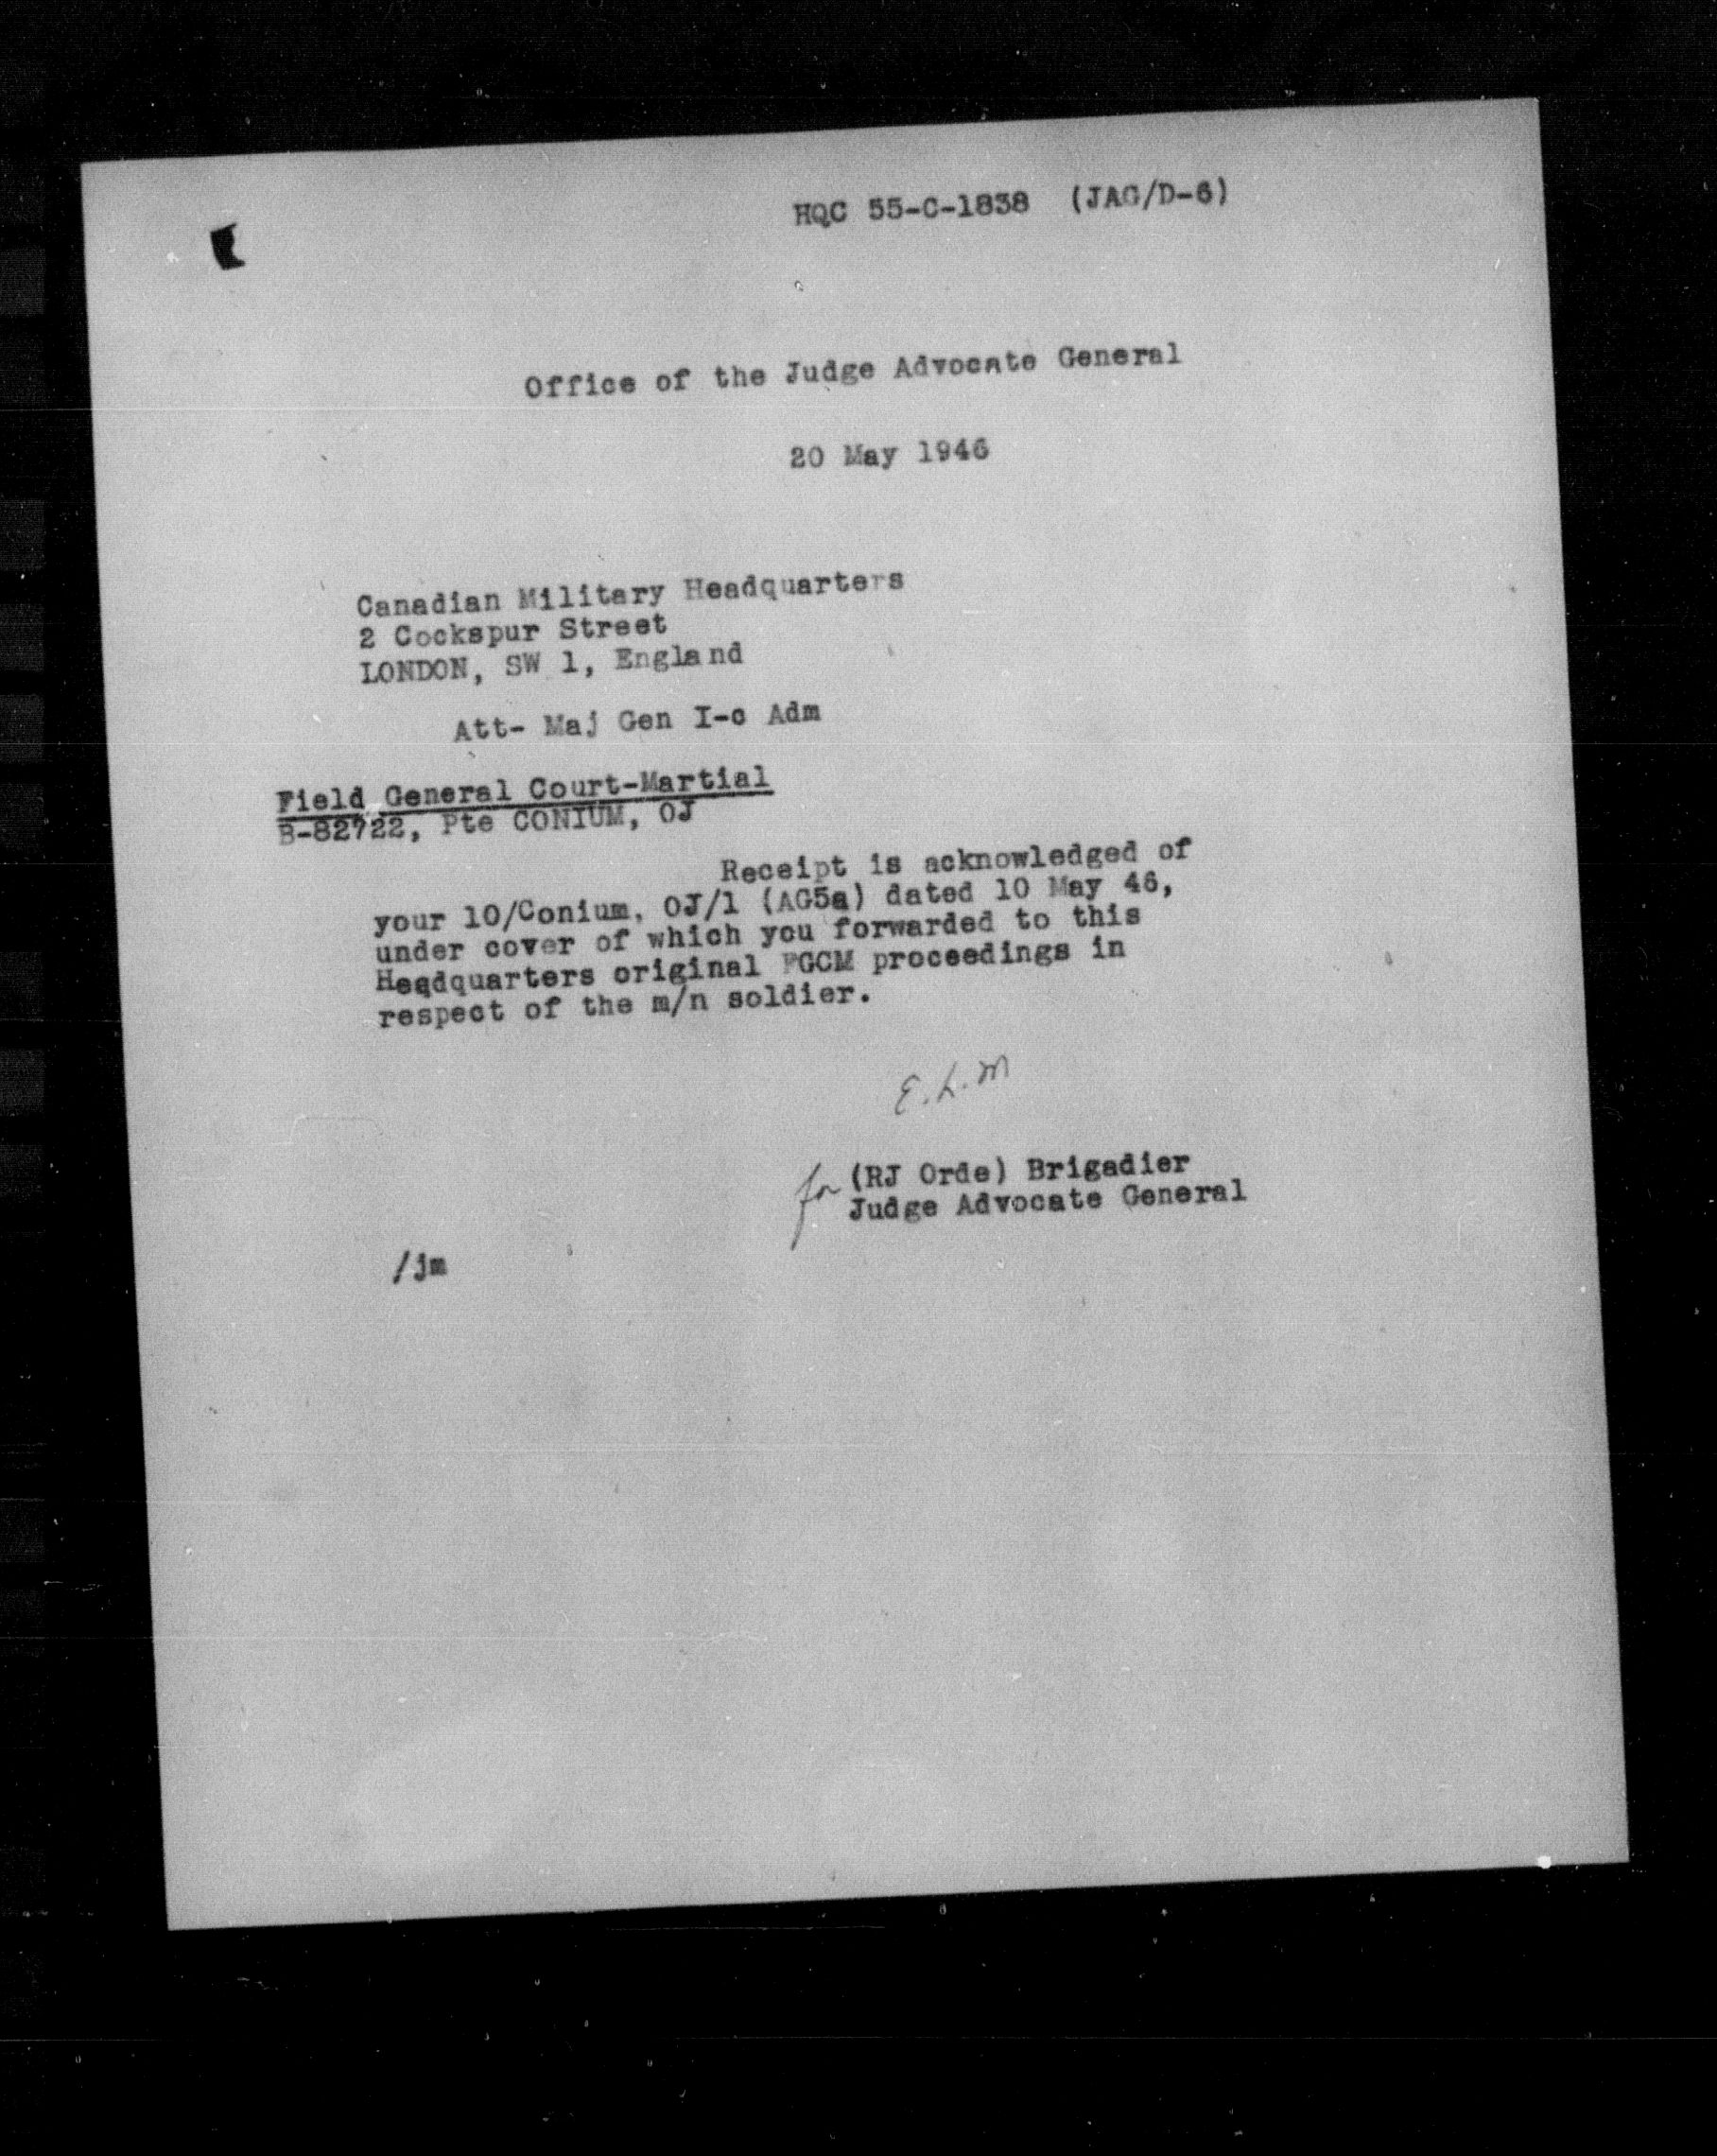 HQC 55-C-1838 (JAG/D-6)
Office of the Judge Advocate General
20 May 1946
Canadian Military Headquarters
2 Cockspur Street
LONDON, SW 1, England
Att- Maj Gen I-c Adm
Field General Court-Martial
B-82722, Pte CONIUM, OJ
Receipt is acknowledged of
your 10/Conium, OJ/1 (AG5a) dated 10 May 46,
under cover of which you forwarded to this
Headquarters original FGCM proceedings in
respect of the m/n soldier.
E.L.M
for (RJ Orde) Brigadier
Judge Advocate General
/jm